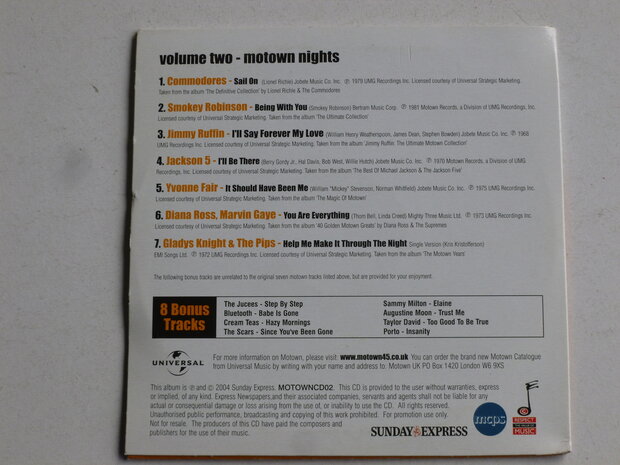 volume two - motown nights
1. Commodores - Sail On (Lionel Richie) Jobete Music Co. Inc. ℗ 1979 UMG Recordings Inc. Licensed courtesy of Universal Strategic Marketing.
Taken from the album 'The Definitive Collection' by Lionel Richie & The Commodores
2. Smokey Robinson - Being With You (Smokey Robinson) Bertram Music Corp ℗ 1981 Motown Records, a Division of UMG Recordings, Inc.
Licensed courtesy of Universal Strategic Marketing. Taken from the album 'The Ultimate Collection'
3. Jimmy Ruffin - I'll Say Forever My Love (William Henry Weatherspoon, James Dean, Stephen Bowden) Jobete Music Co. Inc. ℗ 1968
UMG Recordings Inc. Licensed courtesy of Universal Strategic Marketing. Taken from the album 'Jimmy Ruffin: The Ultimate Motown Collection'
4. Jackson 5 - I'll Be There (Berry Gordy Jr., Hal Davis, Bob West, Willie Hutch) Jobete Music Co. Inc. ℗ 1970 Motown Records, a Division of
UMG Recordings, Inc. Licensed courtesy of Universal Strategic Marketing. Taken from the album 'The Best Of Michael Jackson & The Jackson Five'
5. Yvonne Fair - It Should Have Been Me (William "Mickey" Stevenson, Norman Whitfield) Jobete Music Co. Inc. ℗ 1975 UMG Recordings, Inc.
Licensed courtesy of Universal Strategic Marketing. Taken from the album 'The Magic Of Motown'
6. Diana Ross, Marvin Gaye - You Are Everything (Thom Bell, Linda Creed) Mighty Three Music Ltd. ℗ 1973 UMG Recordings, Inc.
Licensed courtesy of Universal Strategic Marketing. Taken from the album '40 Golden Motown Greats' by Diana Ross & The Supremes
7. Gladys Knight & The Pips - Help Me Make It Through The Night Single Version (Kris Kristofferson)
EMI Songs Ltd. ℗ 1972 UMG Recordings, Inc. Licensed courtesy of Universal Strategic Marketing. Taken from the album 'The Motown Years'
The following bonus tracks are unrelated to the original seven motown-tracks listed above, but are provided for your enjoyment.
8 Bonus
Tracks
The Jucees - Step By Step
Bluetooth - Babe Is Gone
Cream Teas - Hazy Mornings
The Scars - Since You've Been Gone
Sammy Milton - Elaine
Augustine Moon - Trust Me
Taylor David - Too Good To Be True
Porto - Insanity
UNIVERSAL
For more information on Motown, please visit: www.motown45.co.uk You can order the brand new Motown Catalogue
from Universal Music by writing with name and address to: Motown UK PO Box 1420 London W6 9XS
This album is ℗ and © 2004 Sunday Express. MOTOWNCD02. This CD is provided to the user without warranties, express
or implied, of any kind. Express Newspapers,and their associated companies, servants and agents shall not be liable for any
actual or consequential damage or loss arising from the use of, or inability to use the CD. All rights reserved.
Unauthorised public performance, broadcasting and copying of this work prohibited. For promotion use only.
Not for resale. The producers of this CD have paid the composers and
publishers for the use of their music.
SUNDAY EXPRESS
mcps
RESPECT
THE VALUE OF
MUSIC